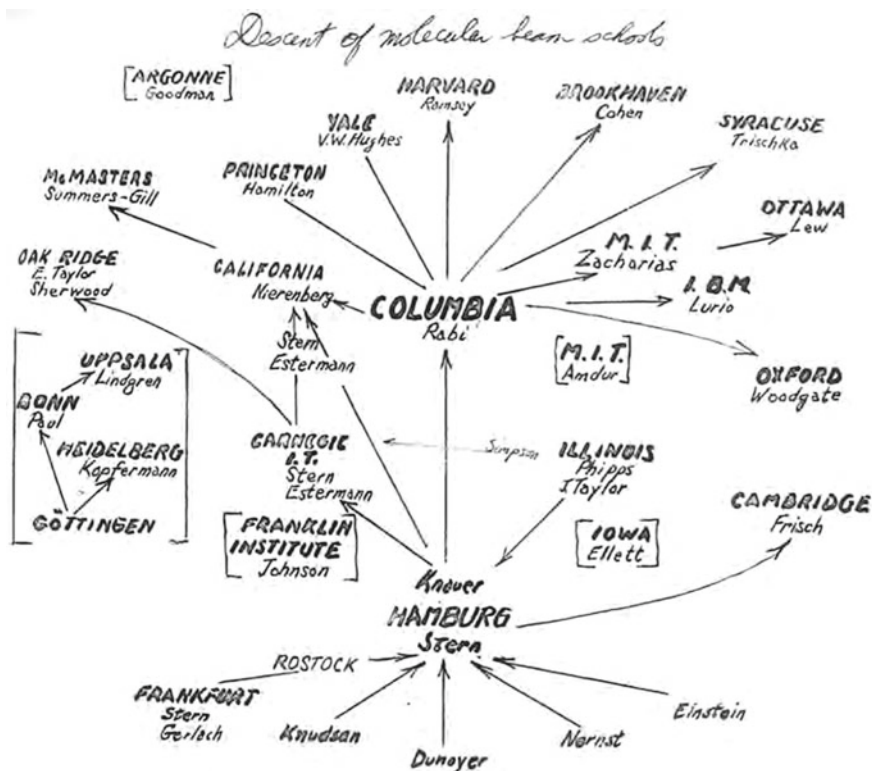 Descent of molecular beam schools
[ARGONNE
Goodman]
HARVARD
Ramsey
BROOKHAVEN
Cohen
YALE
V.W. Hughes
SYRACUSE
Trischka
McMASTERS
Summers-Gill
PRINCETON
Hamilton
OTTAWA
Lew
M.I.T.
Zacharias
OAK RIDGE
E. Taylor
Sherwood
CALIFORNIA
Nierenberg
COLUMBIA
Rabi
I.B.M.
Lurio
Stern
Estermann
[M.I.T.
Amdur]
OXFORD
Woodgate
UPPSALA
Lindgren
BONN
Paul
HEIDELBERG
Kopfermann
GÖTTINGEN
CARNEGIE
I.T.
Stern
Estermann
Simpson
ILLINOIS
Phipps
J. Taylor
CAMBRIDGE
Frisch
[FRANKLIN
INSTITUTE
Johnson]
[IOWA
Ellett]
Knauer
HAMBURG
Stern
ROSTOCK
FRANKFURT
Stern
Gerlach
Knudsen
Dunoyer
Nernst
Einstein